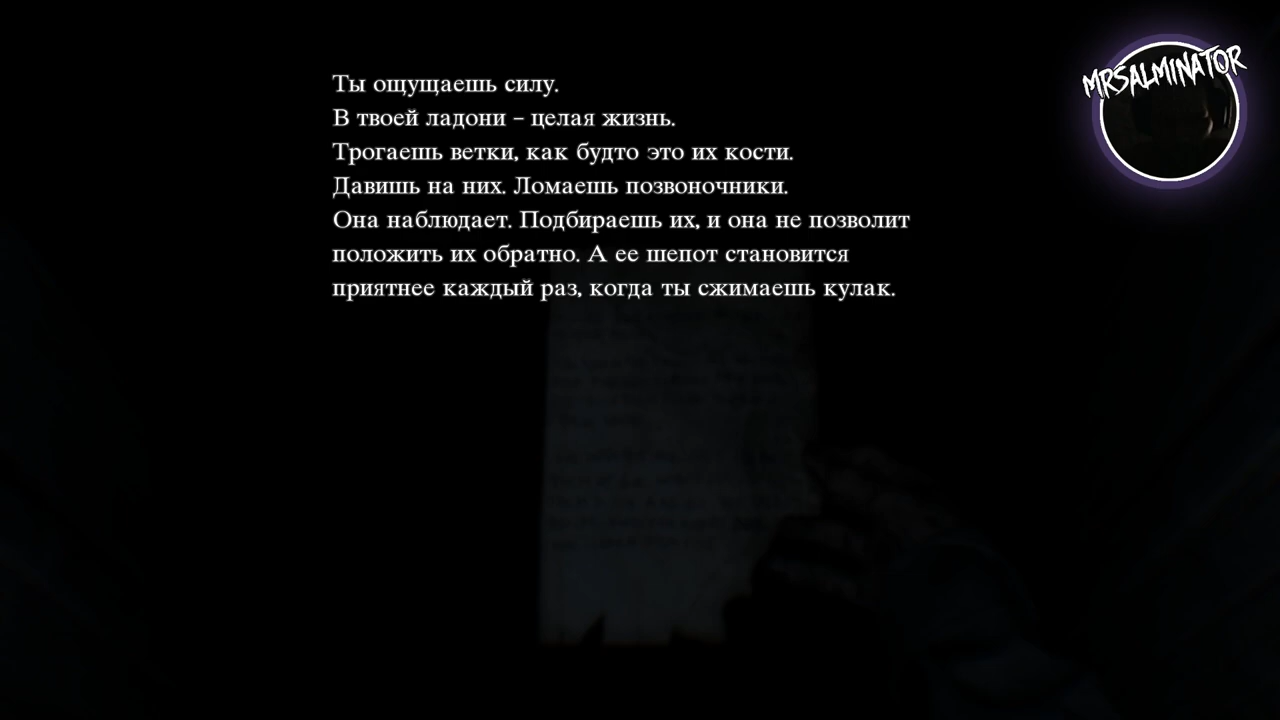 Ты ощущаешь силу.
В твоей ладони – целая жизнь.
Трогаешь ветки, как будто это их кости.
Давишь на них. Ломаешь позвоночники.
Она наблюдает. Подбираешь их, и она не позволит
положить их обратно. А ее шепот становится
приятнее каждый раз, когда ты сжимаешь кулак.
MRSALMINATOR